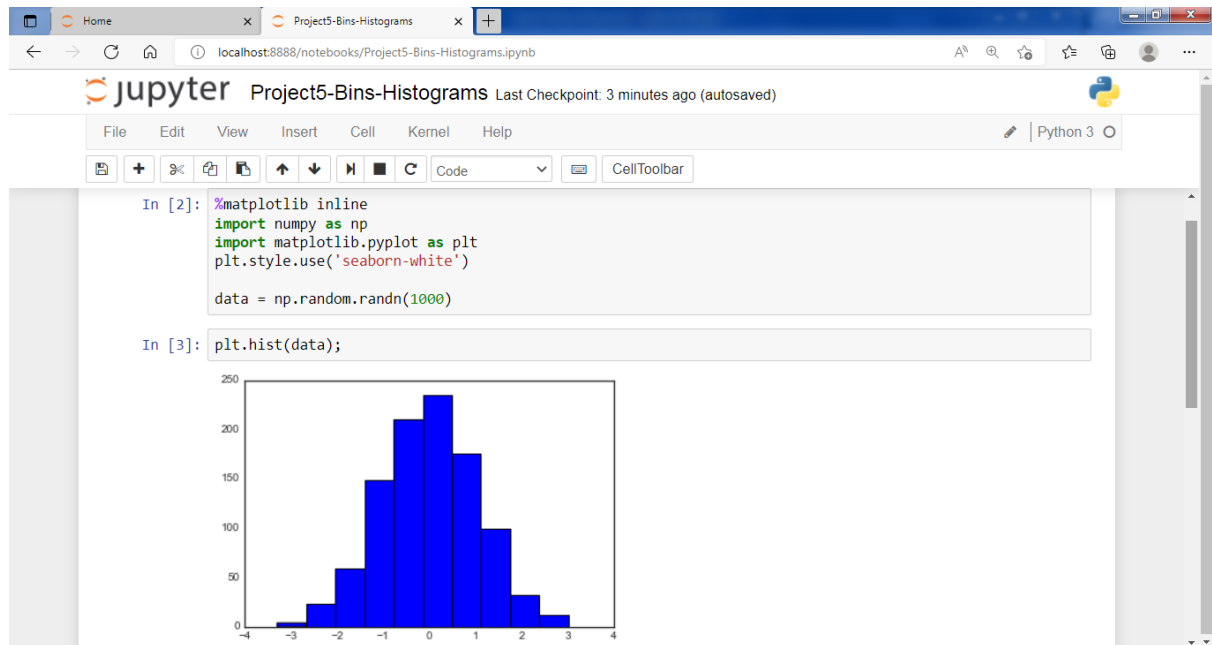 Home
Project5-Bins-Histograms
localhost:8888/notebooks/Project5-Bins-Histograms.ipynb
jupyter Project5-Bins-Histograms Last Checkpoint: 3 minutes ago (autosaved)
File Edit View Insert Cell Kernel Help Python 3
Code CellToolbar
In [2]: %matplotlib inline
import numpy as np
import matplotlib.pyplot as plt
plt.style.use('seaborn-white')
data = np.random.randn(1000)
In [3]: plt.hist(data);
250
200
150
100
50
0
-4 -3 -2 -1 0 1 2 3 4